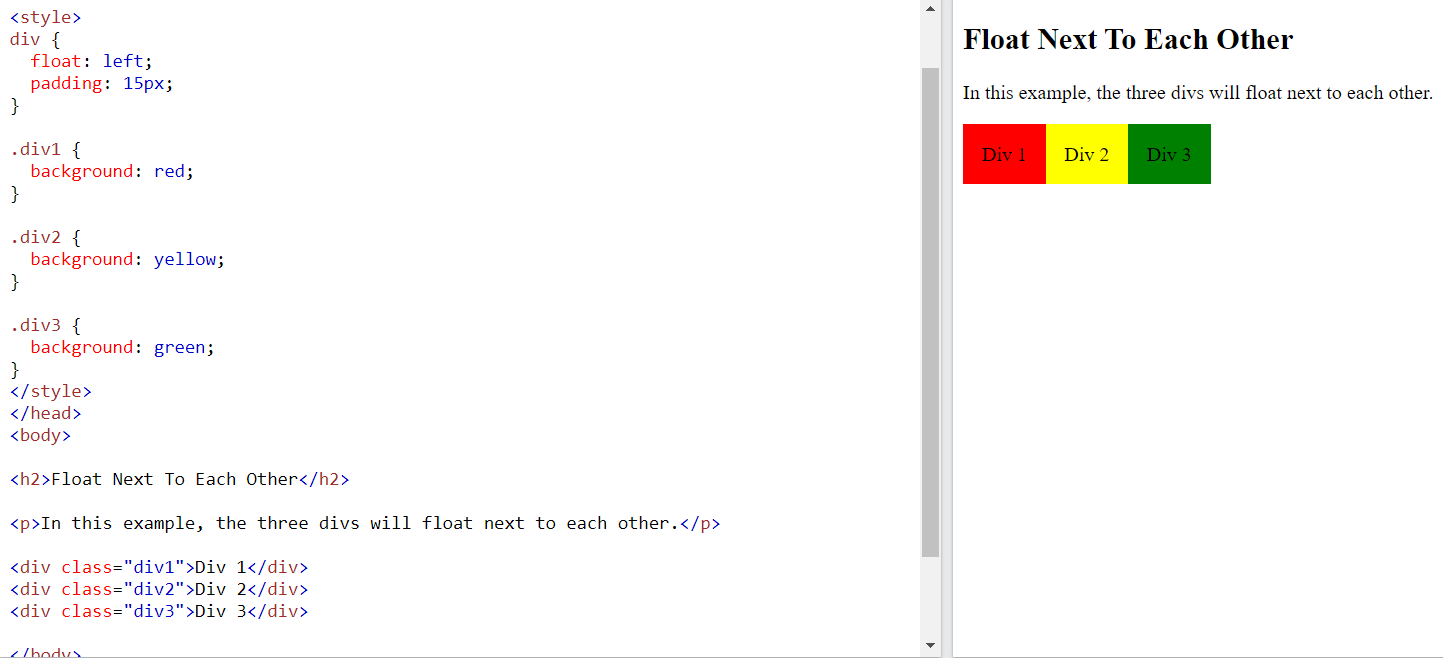 <style>
div {
  float: left;
  padding: 15px;
}

.div1 {
  background: red;
}

.div2 {
  background: yellow;
}

.div3 {
  background: green;
}
</style>
</head>
<body>

<h2>Float Next To Each Other</h2>

<p>In this example, the three divs will float next to each other.</p>

<div class="div1">Div 1</div>
<div class="div2">Div 2</div>
<div class="div3">Div 3</div>

</body>
Float Next To Each Other
In this example, the three divs will float next to each other.
Div 1 Div 2 Div 3